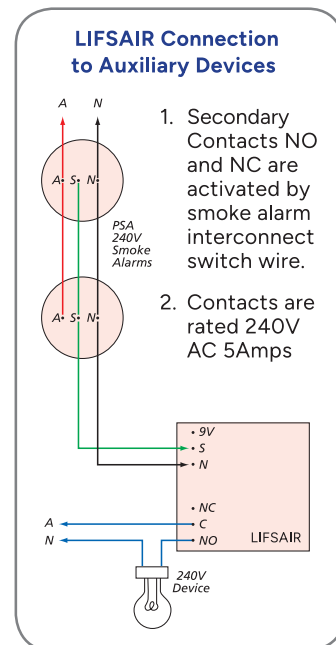 LIFSAIR Connection
to Auxiliary Devices
A N
1. Secondary
Contacts NO
and NC are
activated by
smoke alarm
interconnect
switch wire.
A S N
PSA
240V
Smoke
Alarms
2. Contacts are
rated 240V
AC 5Amps
A S N
• 9V
• S
• N
• NC
A • C
N • NO LIFSAIR
240V
Device